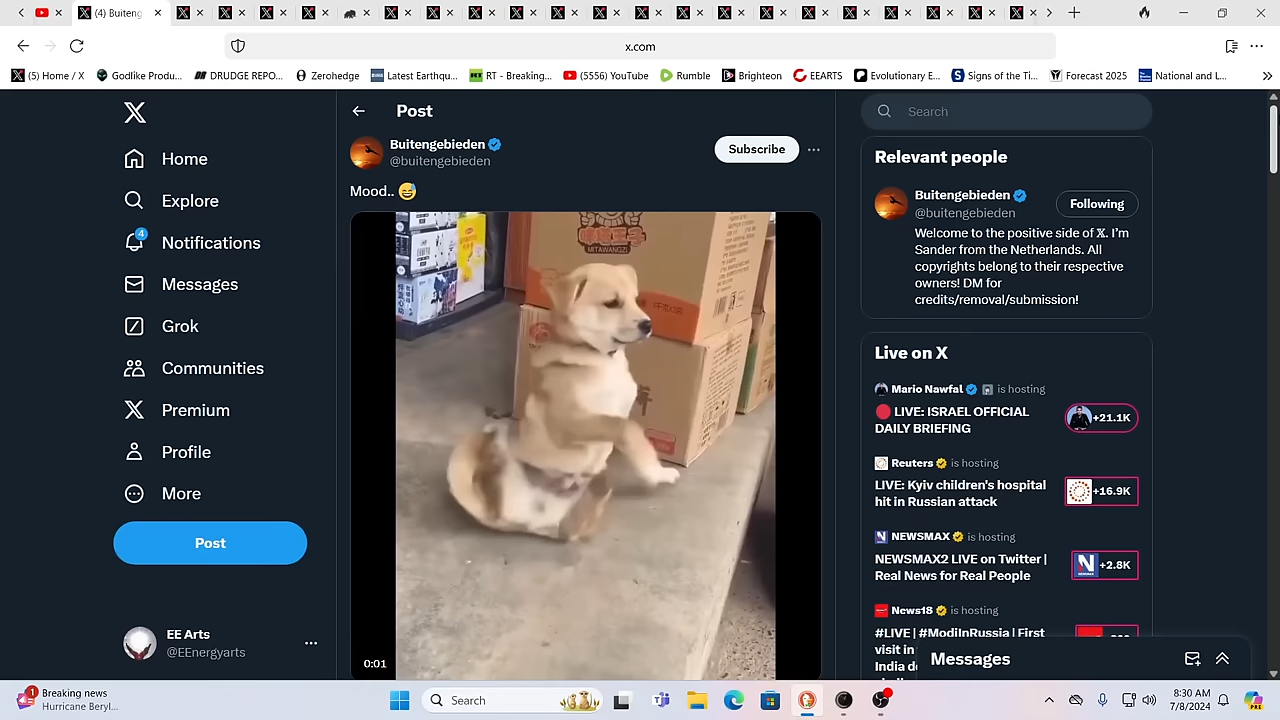 (4) Buiteng
x.com
(5) Home / X
Godlike Produ...
DRUDGE REPO...
Zerohedge
Latest Earthqu...
RT - Breaking...
(5556) YouTube
Rumble
Brighteon
EEARTS
Evolutionary E...
Signs of the Ti...
Forecast 2025
National and L...
Home
Explore
4
Notifications
Messages
Grok
Communities
Premium
Profile
More
Post
EE Arts
@EEnergyarts
Post
Buitengebieden
@buitengebieden
Subscribe
Mood.. 😅
MITAWANGZI
0:01
Search
Relevant people
Buitengebieden
@buitengebieden
Following
Welcome to the positive side of 𝕏. I'm
Sander from the Netherlands. All
copyrights belong to their respective
owners! DM for
credits/removal/submission!
Live on X
Mario Nawfal is hosting
🔴 LIVE: ISRAEL OFFICIAL
DAILY BRIEFING
+21.1K
Reuters is hosting
LIVE: Kyiv children's hospital
hit in Russian attack
+16.9K
NEWSMAX is hosting
NEWSMAX2 LIVE on Twitter |
Real News for Real People
+2.8K
News18 is hosting
#LIVE | #ModiInRussia | First
visit in
India de
Messages
1
Breaking news
Hurricane Beryl...
Search
8:30 AM
7/8/2024
PRE